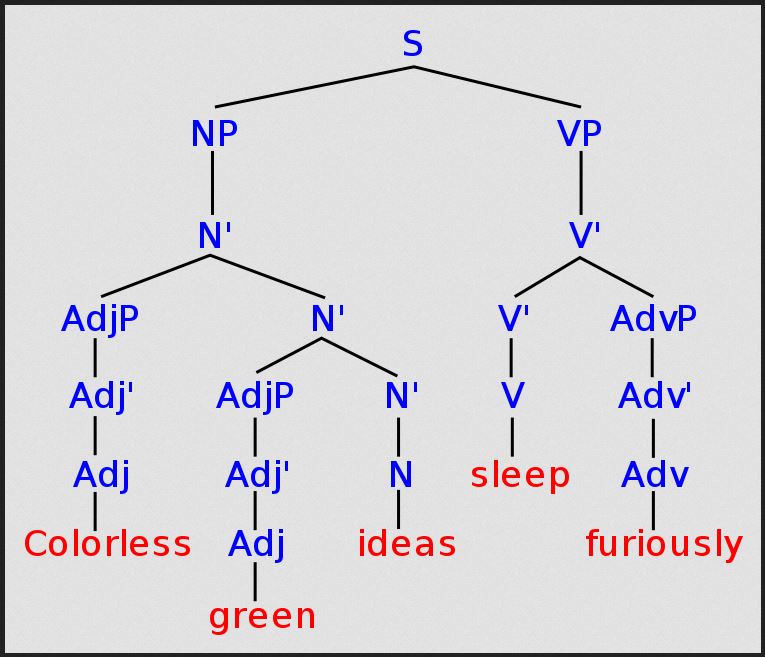 S
NP VP
N' V'
AdjP N' V' AdvP
Adj' AdjP N' V Adv'
Adj Adj' N sleep Adv
Colorless Adj ideas furiously
green